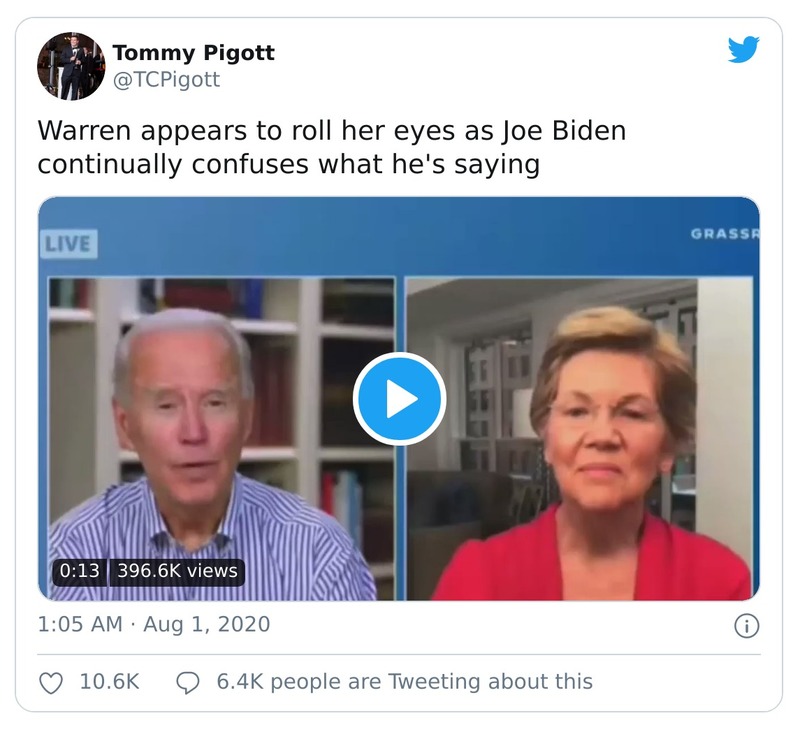 Tommy Pigott
@TCPigott
Warren appears to roll her eyes as Joe Biden
continually confuses what he's saying
LIVE
GRASSR
0:13 396.6K views
1:05 AM · Aug 1, 2020
10.6K 6.4K people are Tweeting about this